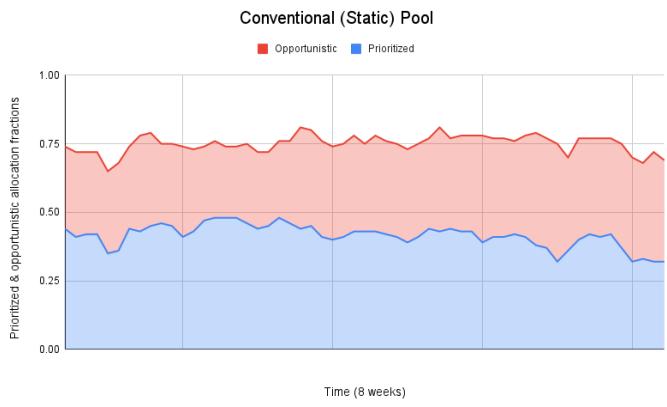 Conventional (Static) Pool
Opportunistic Prioritized
Prioritized & opportunistic allocation fractions
1.00
0.75
0.50
0.25
0.00
Time (8 weeks)